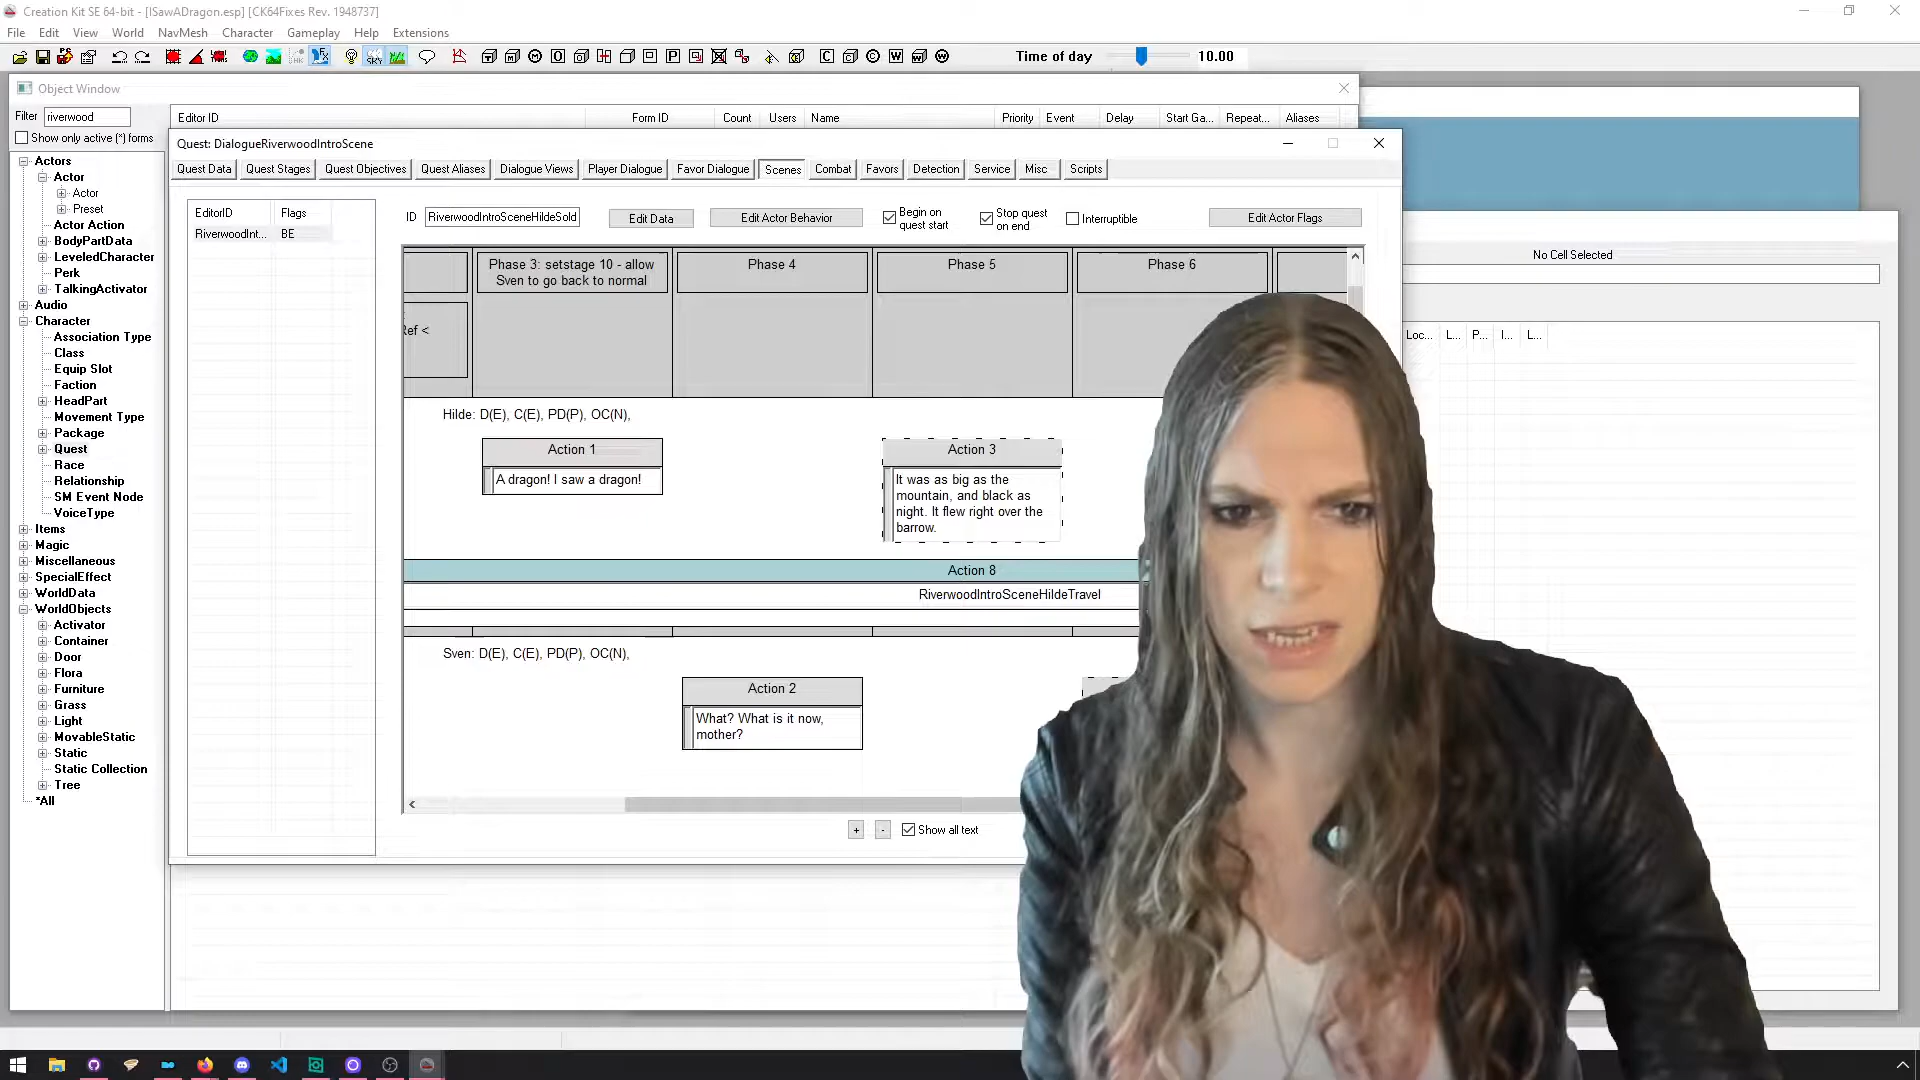 Creation Kit SE 64-bit - [ISawADragon.esp] [CK64Fixes Rev. 1948737]
File Edit View World NavMesh Character Gameplay Help Extensions
Time of day 10.00
Object Window
Filter riverwood
Show only active (*) forms
Editor ID Form ID Count Users Name Priority Event Delay Start Ga... Repeat... Aliases
Quest: DialogueRiverwoodIntroScene
Quest Data Quest Stages Quest Objectives Quest Aliases Dialogue Views Player Dialogue Favor Dialogue Scenes Combat Favors Detection Service Misc Scripts
Actors
Actor
Actor
Preset
Actor Action
BodyPartData
LeveledCharacter
Perk
TalkingActivator
Audio
Character
Association Type
Class
Equip Slot
Faction
HeadPart
Movement Type
Package
Quest
Race
Relationship
SM Event Node
VoiceType
Items
Magic
Miscellaneous
SpecialEffect
WorldData
WorldObjects
Activator
Container
Door
Flora
Furniture
Grass
Light
MovableStatic
Static
Static Collection
Tree
*All
EditorID Flags
RiverwoodInt... BE
ID RiverwoodIntroSceneHildeSold Edit Data Edit Actor Behavior
Begin on
quest start
Stop quest
on end
Interruptible
Edit Actor Flags
Phase 3: setstage 10 - allow
Sven to go back to normal
Phase 4
Phase 5
Phase 6
Ref <
Hilde: D(E), C(E), PD(P), OC(N),
Action 1
A dragon! I saw a dragon!
Action 3
It was as big as the
mountain, and black as
night. It flew right over the
barrow.
Action 8
RiverwoodIntroSceneHildeTravel
Sven: D(E), C(E), PD(P), OC(N),
Action 2
What? What is it now,
mother?
+ - Show all text
No Cell Selected
Loc... L... P... I... L...